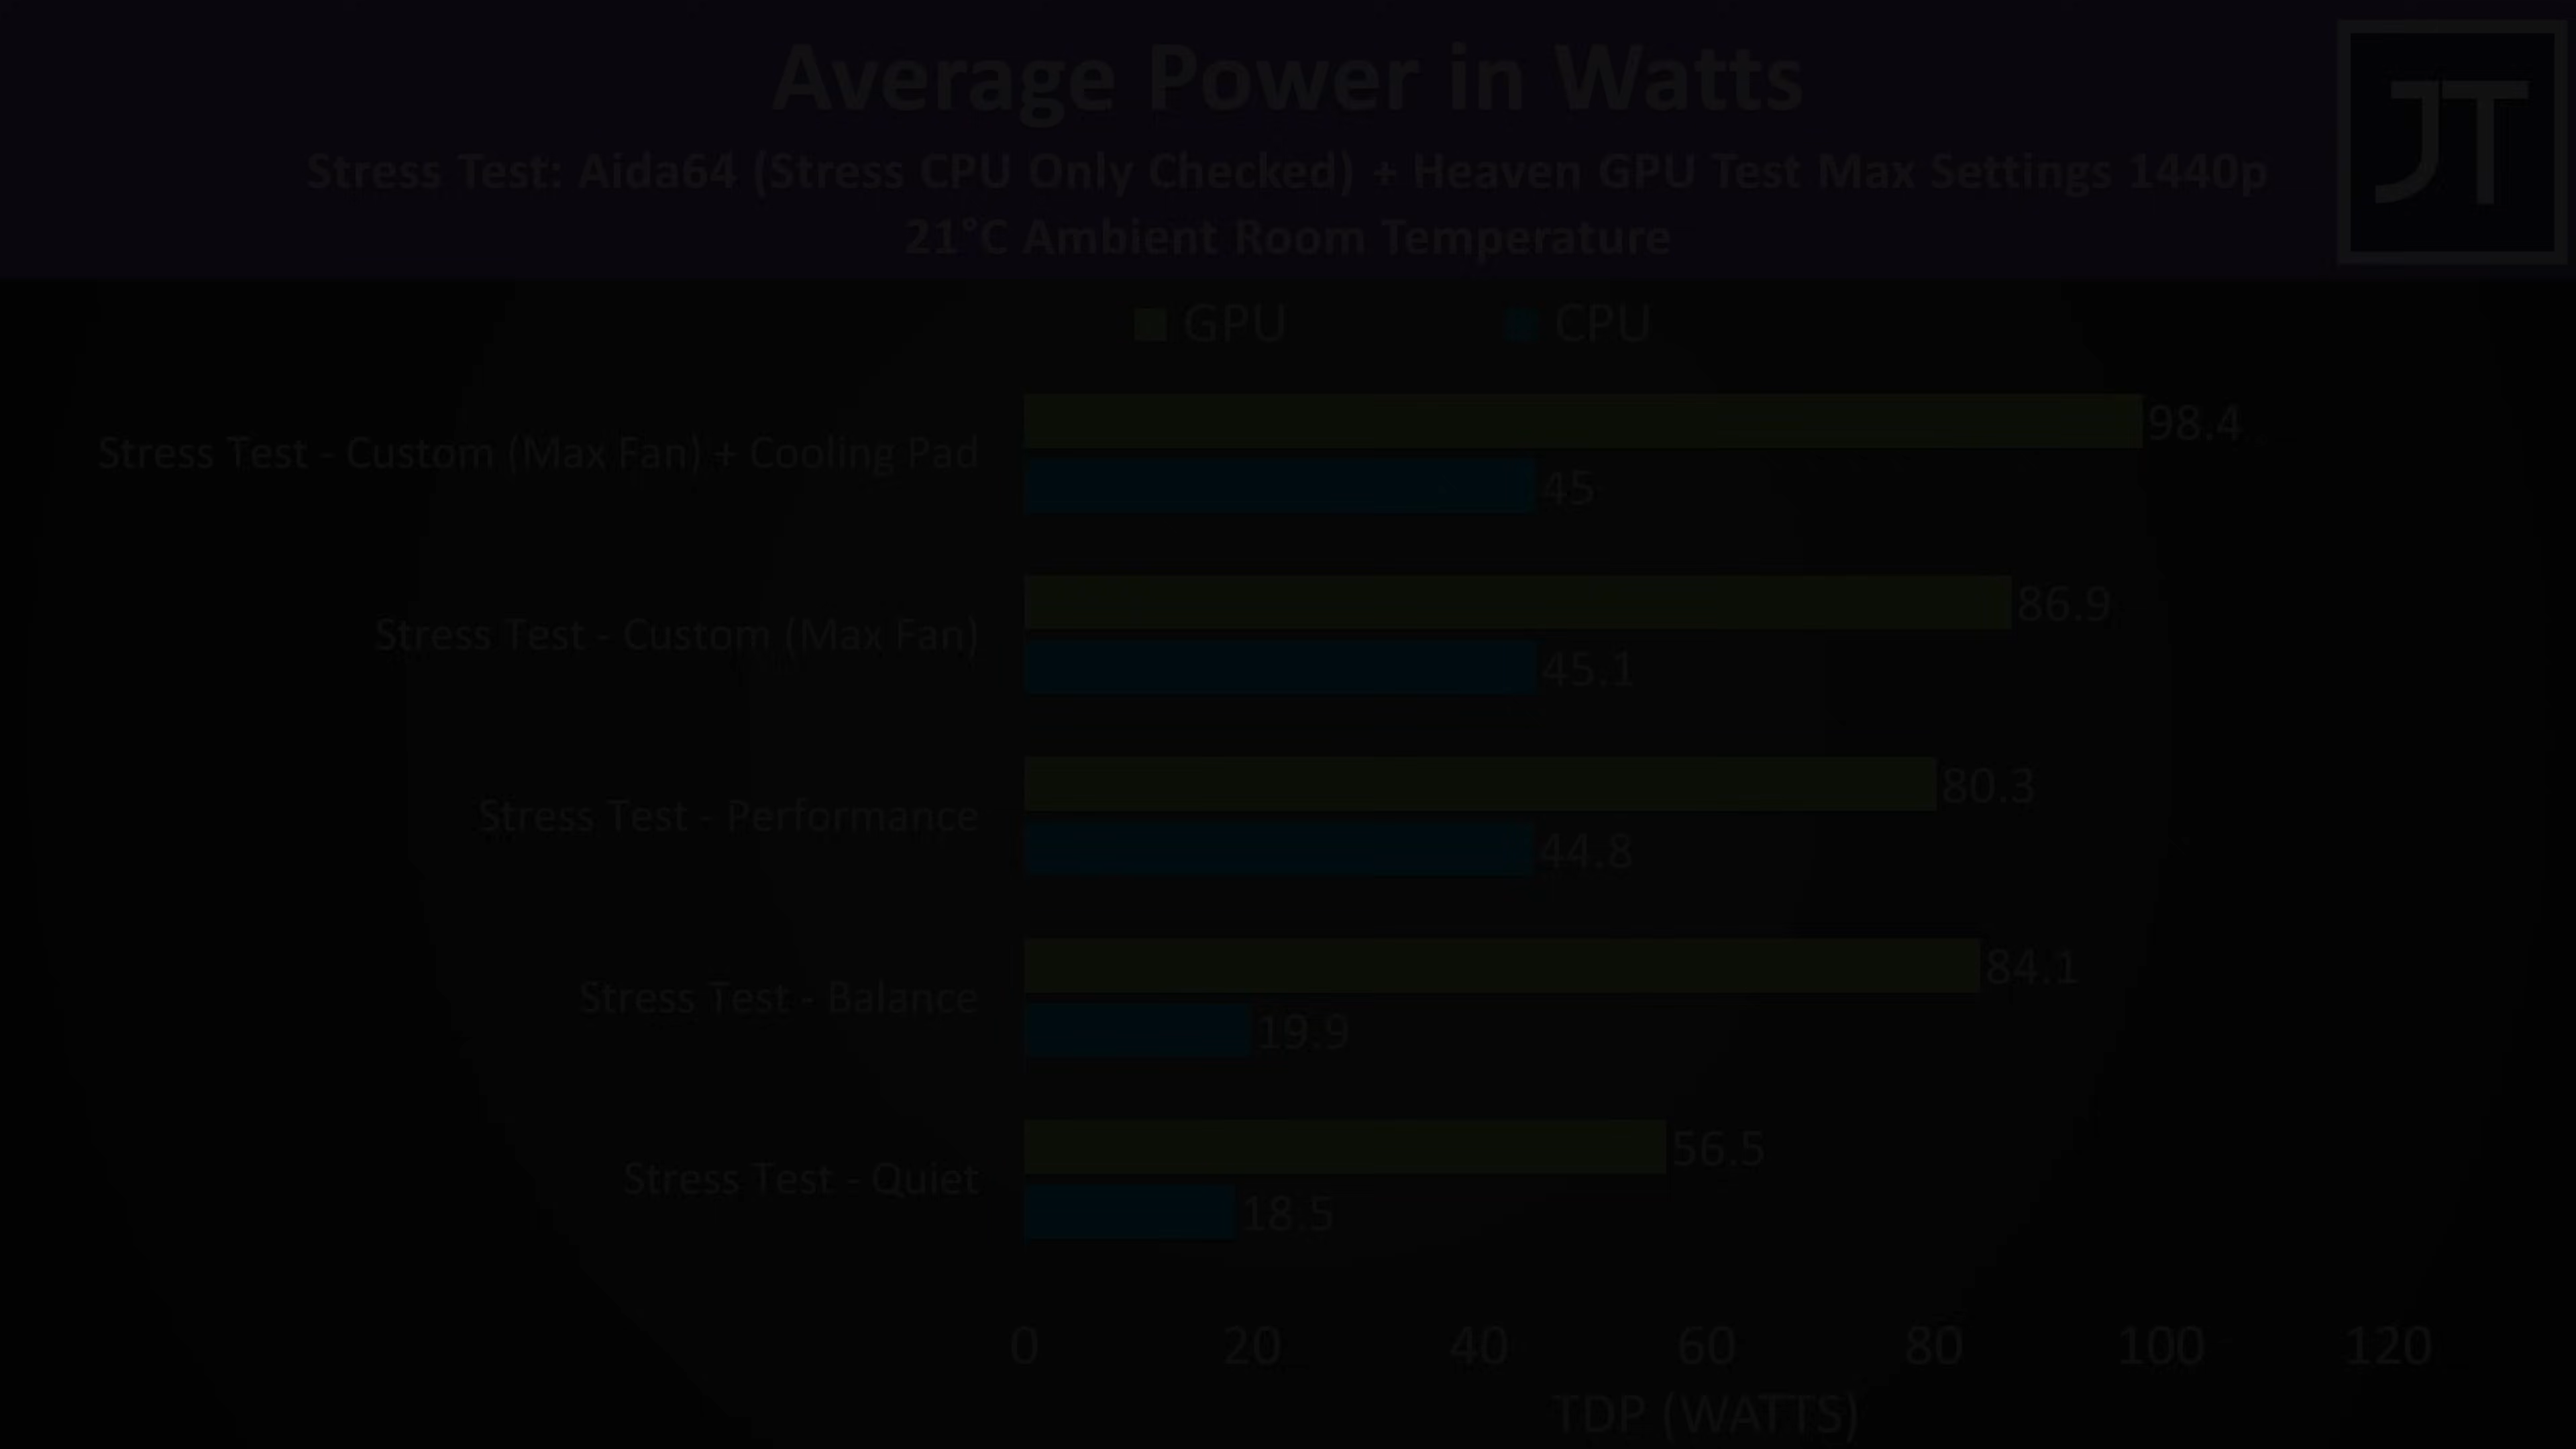 Average Power in Watts
JT
Stress Test: Aida64 (Stress CPU Only Checked) + Heaven GPU Test Max Settings 1440p
21°C Ambient Room Temperature
GPU CPU
Stress Test - Custom (Max Fan) + Cooling Pad
98.4
45
Stress Test - Custom (Max Fan)
86.9
45.1
Stress Test - Performance
80.3
44.8
Stress Test - Balance
84.1
19.9
Stress Test - Quiet
56.5
18.5
0 20 40 60 80 100 120
TDP (WATTS)